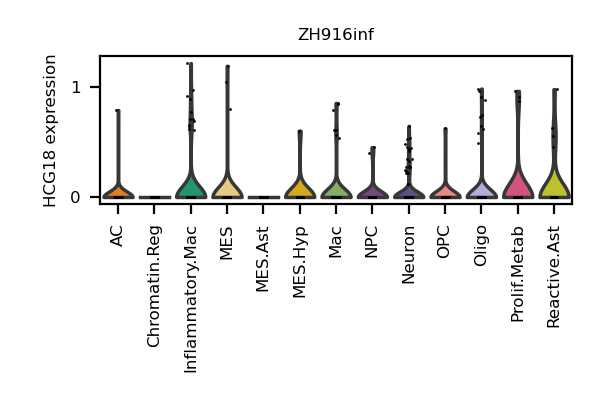 ZH916inf
HCG18 expression
1
0
AC
Chromatin.Reg
Inflammatory.Mac
MES
MES.Ast
MES.Hyp
Mac
NPC
Neuron
OPC
Oligo
Prolif.Metab
Reactive.Ast